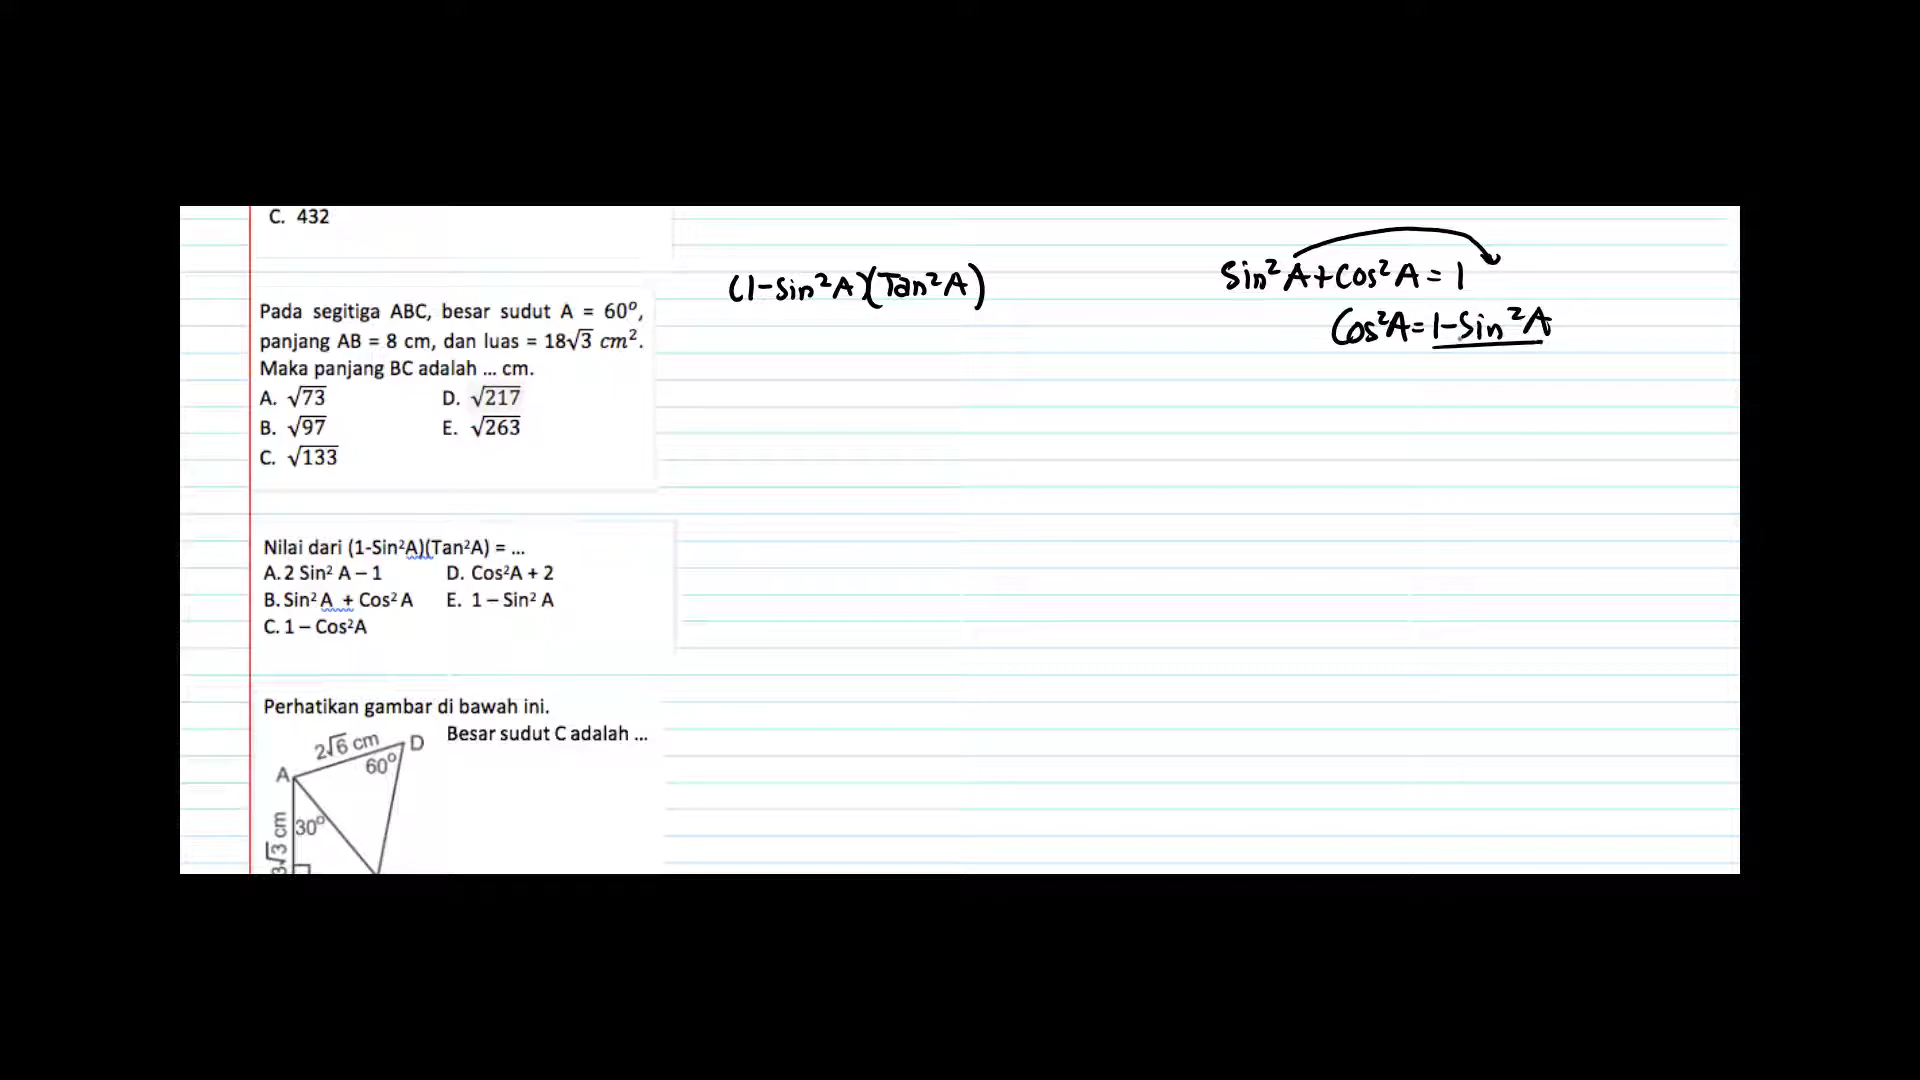 C. 432
Pada segitiga ABC, besar sudut A = 60°,
panjang AB = 8 cm, dan luas = 18√3 cm².
Maka panjang BC adalah ... cm.
A. √73 D. √217
B. √97 E. √263
C. √133
Nilai dari (1-Sin²A)(Tan²A) = ...
A. 2 Sin² A – 1 D. Cos²A + 2
B. Sin² A + Cos² A E. 1 – Sin² A
C. 1 – Cos²A
Perhatikan gambar di bawah ini.
Besar sudut C adalah ...
2√6 cm
D
60°
A
30°
3√3 cm
(1-Sin²A)(Tan²A)
Sin²A+Cos²A=1
Cos²A=1-Sin²A